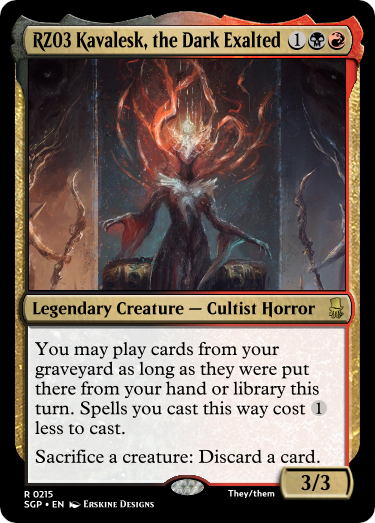 RZ03 Kavalesk, the Dark Exalted 1
Legendary Creature — Cultist Horror
You may play cards from your
graveyard as long as they were put
there from your hand or library this
turn. Spells you cast this way cost 1
less to cast.
Sacrifice a creature: Discard a card.
3/3
R 0215
SGP • EN Erskine Designs
They/them